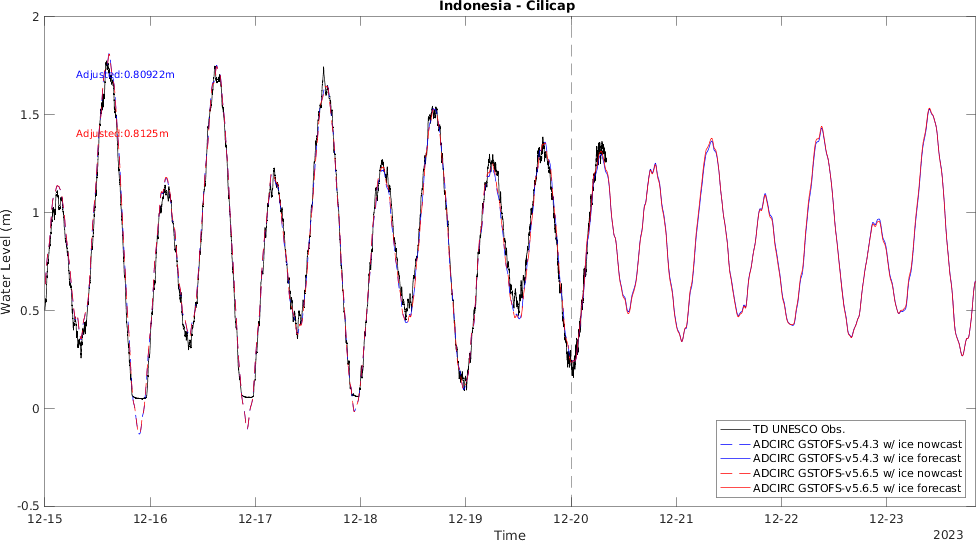 Indonesia - Cilicap
2
1.5
1
0.5
0
-0.5
Water Level (m)
Adjusted:0.80922m
Adjusted:0.8125m
TD UNESCO Obs.
ADCIRC GSTOFS-v5.4.3 w/ ice nowcast
ADCIRC GSTOFS-v5.4.3 w/ ice forecast
ADCIRC GSTOFS-v5.6.5 w/ ice nowcast
ADCIRC GSTOFS-v5.6.5 w/ ice forecast
12-15 12-16 12-17 12-18 12-19 12-20 12-21 12-22 12-23
Time
2023